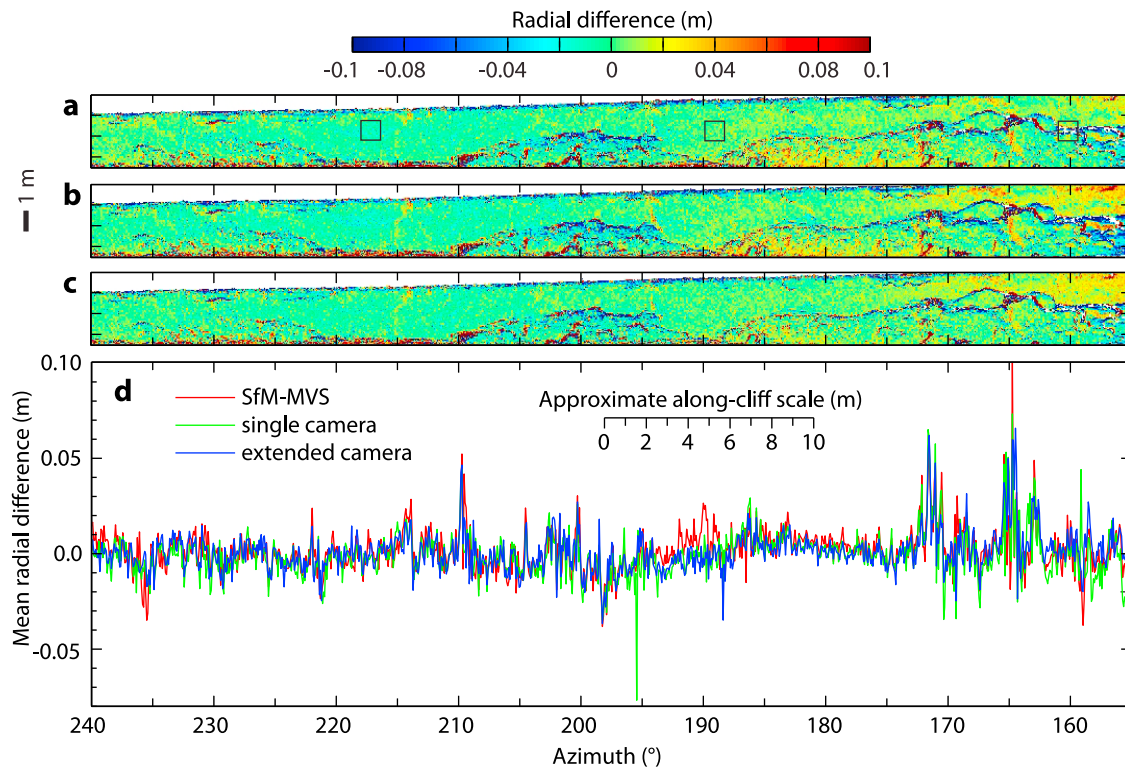 Radial difference (m)
-0.1 -0.08 -0.04 0 0.04 0.08 0.1
a
b
1 m
c
0.10
d
SfM-MVS
single camera
extended camera
Approximate along-cliff scale (m)
0 2 4 6 8 10
Mean radial difference (m)
0.05
0.0
-0.05
240 230 220 210 200 190 180 170 160
Azimuth (°)